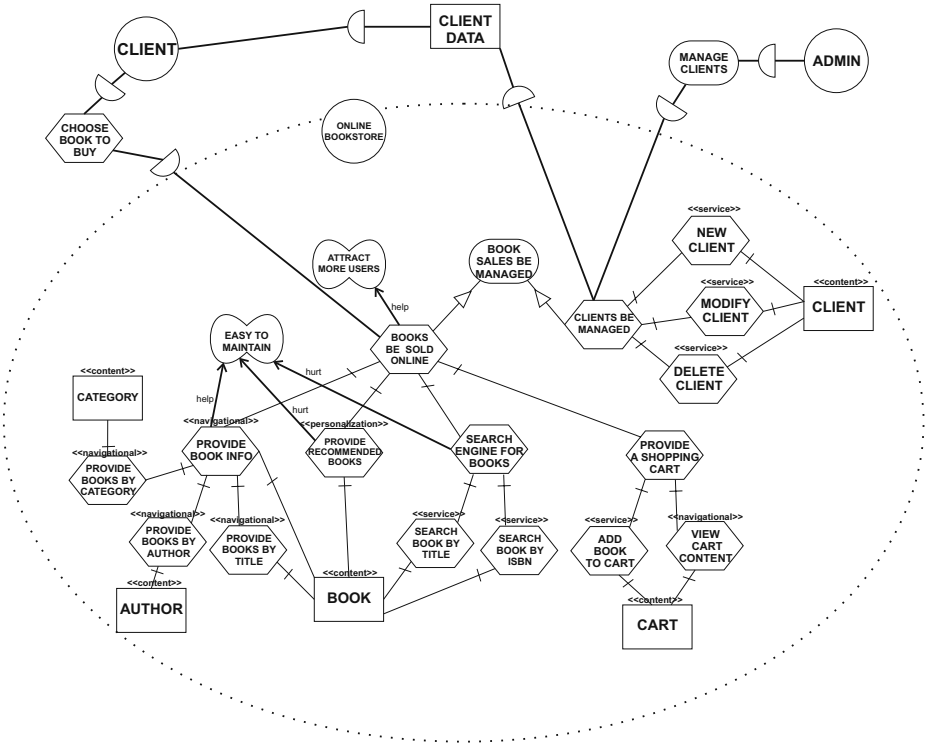 CLIENT
CLIENT
DATA
MANAGE
CLIENTS
ADMIN
CHOOSE
BOOK TO
BUY
ONLINE
BOOKSTORE
ATTRACT
MORE USERS
BOOK
SALES BE
MANAGED
<<service>>
NEW
CLIENT
<<service>>
MODIFY
CLIENT
<<content>>
CLIENT
<<service>>
DELETE
CLIENT
CLIENTS BE
MANAGED
help
EASY TO
MAINTAIN
BOOKS
BE SOLD
ONLINE
hurt
help
hurt
<<content>>
CATEGORY
<<navigational>>
PROVIDE
BOOK INFO
<<personalization>>
PROVIDE
RECOMMENDED
BOOKS
SEARCH
ENGINE FOR
BOOKS
PROVIDE
A SHOPPING
CART
<<navigational>>
PROVIDE
BOOKS BY
CATEGORY
<<navigational>>
PROVIDE
BOOKS BY
AUTHOR
<<navigational>>
PROVIDE
BOOKS BY
TITLE
<<service>>
SEARCH
BOOK BY
TITLE
<<service>>
SEARCH
BOOK BY
ISBN
<<service>>
ADD
BOOK
TO CART
<<navigational>>
VIEW
CART
CONTENT
<<content>>
AUTHOR
<<content>>
BOOK
<<content>>
CART